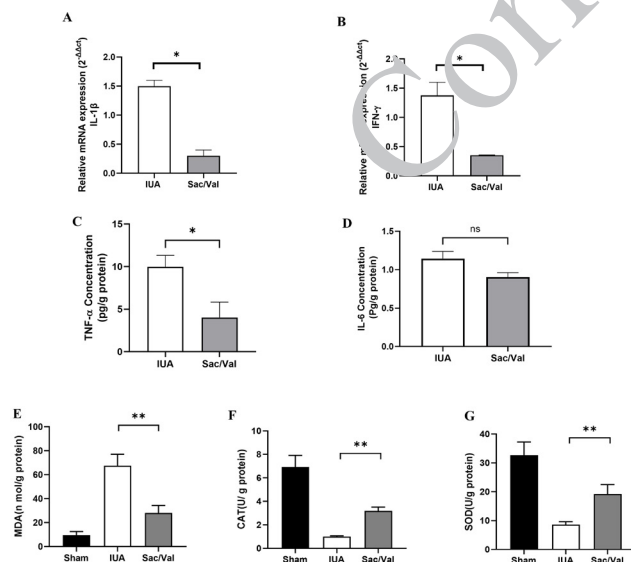 A
Relative mRNA expression (2^-ΔΔct)
IL-1β
2.0
1.5
1.0
0.5
0.0
*
IUA
Sac/Val
B
Relative m expression (2^-ΔΔct)
IFN-γ
1.5
1.0
0.5
0.0
*
IUA
Sac/Val
Corr
C
TNF-α Concentration
(pg/g protein)
15
10
5
0
*
IUA
Sac/Val
D
IL-6 Concentration
(Pg/g protein)
1.5
1.0
0.5
0.0
ns
IUA
Sac/Val
E
MDA(n mol/g protein)
100
80
60
40
20
0
**
Sham
IUA
Sac/Val
F
CAT(U/ g protein)
10
8
6
4
2
0
**
Sham
IUA
Sac/Val
G
SOD(U/g protein)
40
30
20
10
0
**
Sham
IUA
Sac/Val